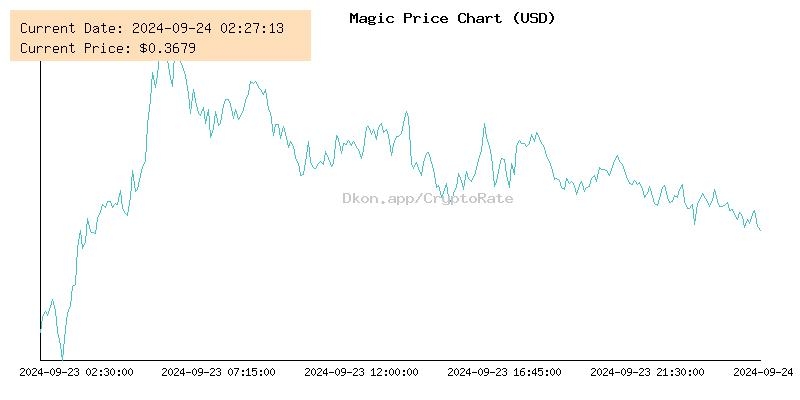 Magic Price Chart (USD)
Current Date: 2024-09-24 02:27:13
Current Price: $0.3679
Dkon.app/CryptoRate
2024-09-23 02:30:00 2024-09-23 07:15:00 2024-09-23 12:00:00 2024-09-23 16:45:00 2024-09-23 21:30:00 2024-09-24